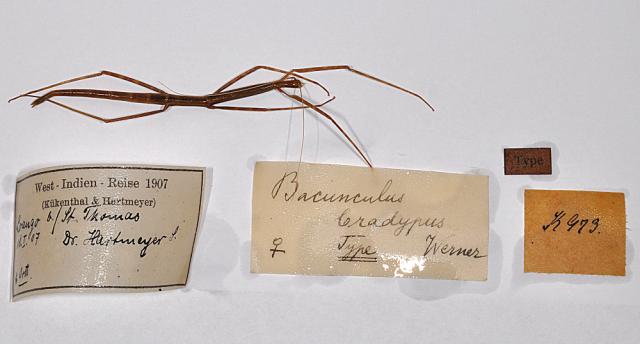 West-Indien-Reise 1907
(Kükenthal & Hartmeyer)
b/ St. Thomas
Dr. Hartmeyer S.
Bacunculus
bradypus
♀ Type Werner
Type
K 973.